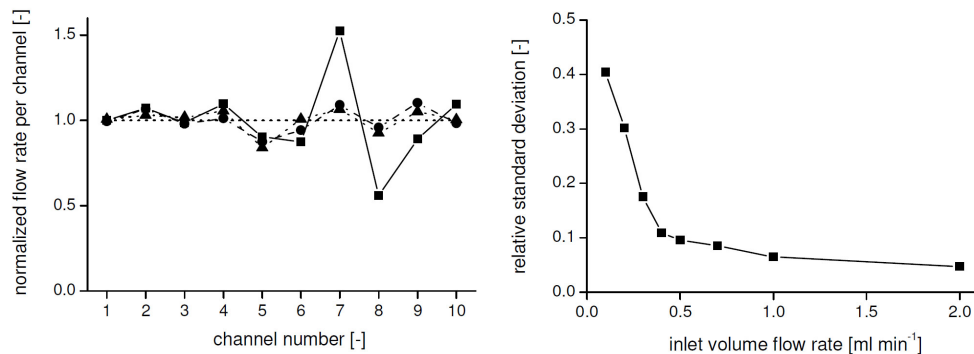 normalized flow rate per channel [-]
1.5
1.0
0.5
0.0
1 2 3 4 5 6 7 8 9 10
channel number [-]
relative standard deviation [-]
0.5
0.4
0.3
0.2
0.1
0.0
0.0 0.5 1.0 1.5 2.0
inlet volume flow rate [ml min⁻¹]